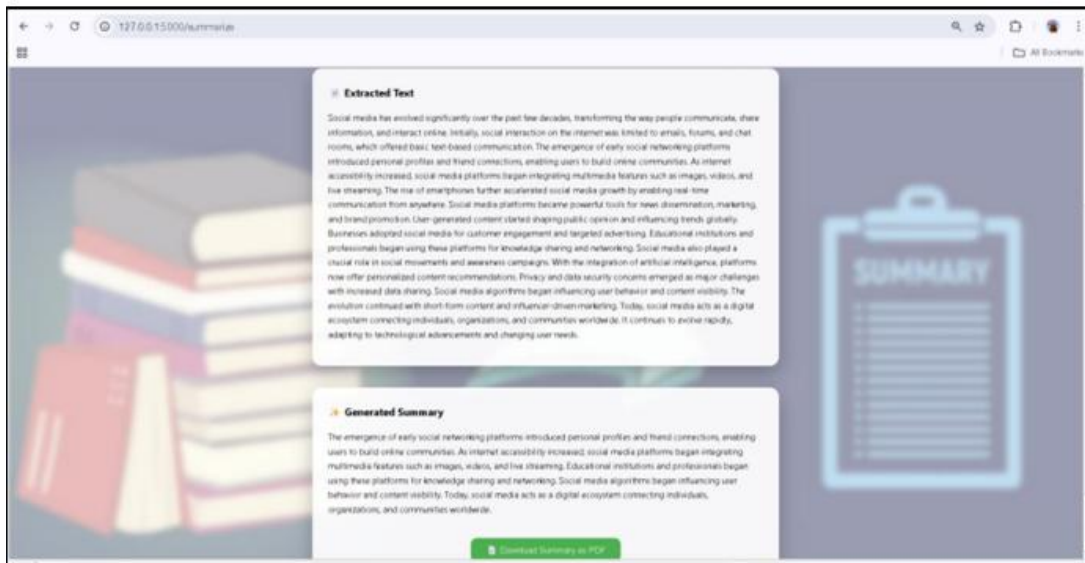 127.0.0.1:5000/summarize
All Bookmarks
Extracted Text
Social media has evolved significantly over the past few decades, transforming the way people communicate, share
information, and interact online. Initially, social interaction on the internet was limited to emails, forums, and chat
rooms, which offered basic text-based communication. The emergence of early social networking platforms
introduced personal profiles and friend connections, enabling users to build online communities. As internet
accessibility increased, social media platforms began integrating multimedia features such as images, videos, and
live streaming. The rise of smartphones further accelerated social media growth by enabling real-time
communication from anywhere. Social media platforms became powerful tools for news dissemination, marketing,
and brand promotion. User-generated content started shaping public opinion and influencing trends globally.
Businesses adopted social media for customer engagement and targeted advertising. Educational institutions and
professionals began using these platforms for knowledge sharing and networking. Social media also played a
crucial role in social movements and awareness campaigns. With the integration of artificial intelligence, platforms
now offer personalized content recommendations. Privacy and data security concerns emerged as major challenges
with increased data sharing. Social media algorithms began influencing user behavior and content visibility. The
evolution continued with short-form content and influencer-driven marketing. Today, social media acts as a digital
ecosystem connecting individuals, organizations, and communities worldwide. It continues to evolve rapidly,
adapting to technological advancements and changing user needs.
SUMMARY
Generated Summary
The emergence of early social networking platforms introduced personal profiles and friend connections, enabling
users to build online communities. As internet accessibility increased, social media platforms began integrating
multimedia features such as images, videos, and live streaming. Educational institutions and professionals began
using these platforms for knowledge sharing and networking. Social media algorithms began influencing user
behavior and content visibility. Today, social media acts as a digital ecosystem connecting individuals,
organizations, and communities worldwide.
Download Summary as PDF